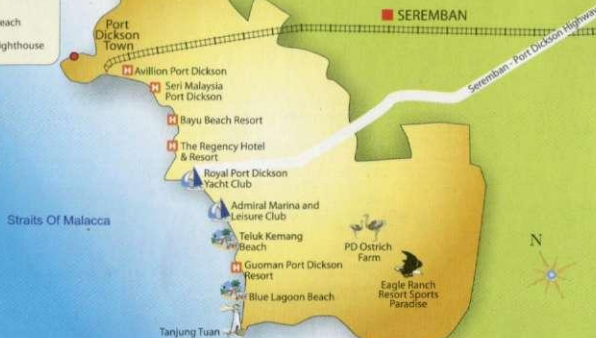 each
ighthouse
Port
Dickson
Town
SEREMBAN
Seremban - Port Dickson Highway
Avillion Port Dickson
Seri Malaysia
Port Dickson
Bayu Beach Resort
The Regency Hotel
& Resort
Royal Port Dickson
Yacht Club
Admiral Marina and
Leisure Club
Straits Of Malacca
Teluk Kemang
Beach
PD Ostrich
Farm
N
Guoman Port Dickson
Resort
Eagle Ranch
Resort Sports
Paradise
Blue Lagoon Beach
Tanjung Tuan
H
H
H
H
H